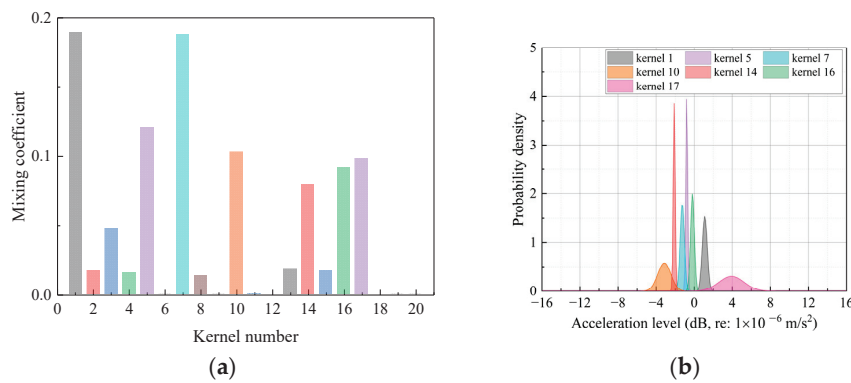 0.2
0.1
0.0
Mixing coefficient
0 2 4 6 8 10 12 14 16 18 20
Kernel number
(a)
5
4
3
2
1
0
Probability density
kernel 1 kernel 5 kernel 7
kernel 10 kernel 14 kernel 16
kernel 17
−16 −12 −8 −4 0 4 8 12 16
Acceleration level (dB, re: 1×10 ⁻⁶ m/s²)
(b)